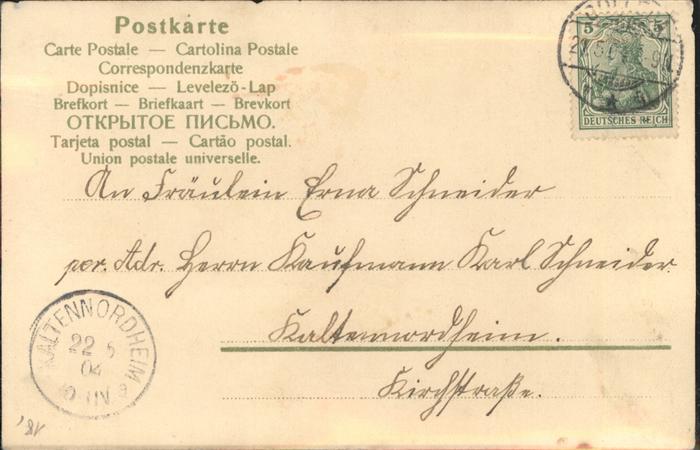 Postkarte
Carte Postale — Cartolina Postale
Correspondenzkarte
Dopisnice — Levelező-Lap
Brefkort — Briefkaart — Brevkort
ОТКРЫТОЕ ПИСЬМО.
Tarjeta postal — Cartão postal.
Union postale universelle.
5 5
DEUTSCHES REICH
An Fräulein Erna Schneider
per. Adr. Herrn Kaufmann Karl Schneider
Kaltennordheim.
Kirchstraße.
KALTENNORDHEIM
22 5
04